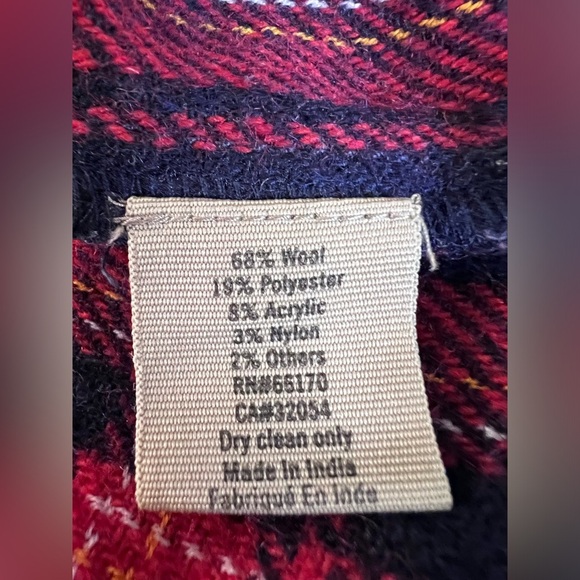 68% Wool
19% Polyester
8% Acrylic
3% Nylon
2% Others
RN#66170
CA#32054
Dry clean only
Made In India
Fabriqué En Inde